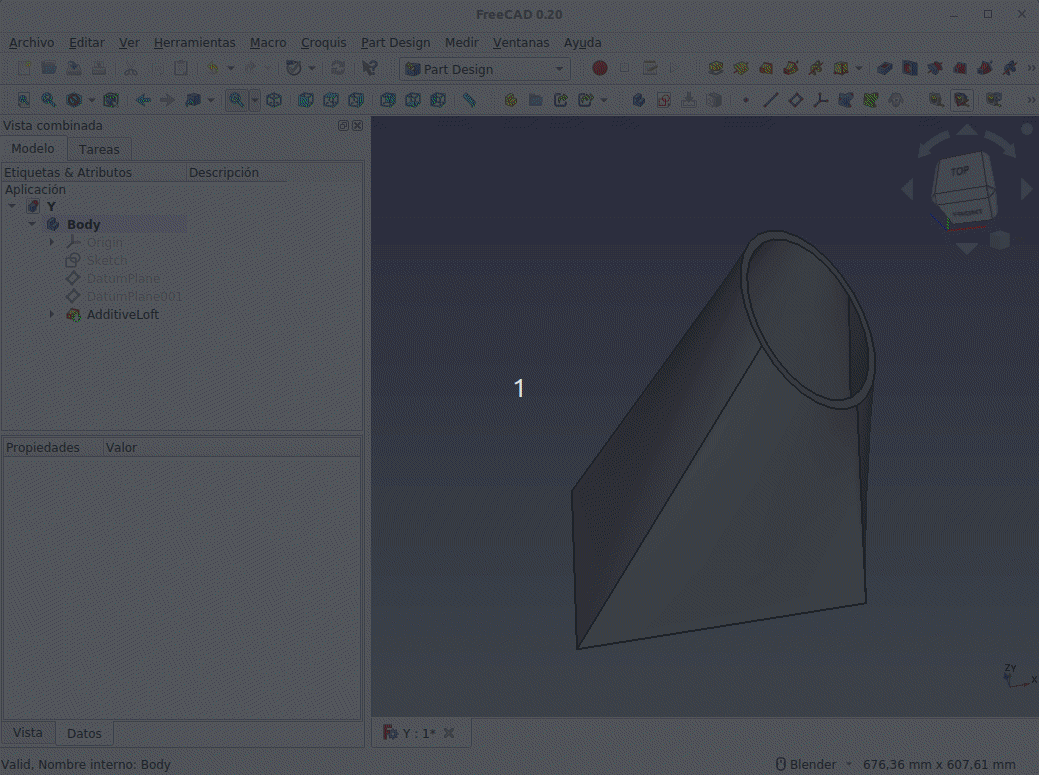 FreeCAD 0.20
Archivo Editar Ver Herramientas Macro Croquis Part Design Medir Ventanas Ayuda
Part Design
Vista combinada
Modelo Tareas
Etiquetas & Atributos Descripción
Aplicación
Y
Body
Origin
Sketch
DatumPlane
DatumPlane001
AdditiveLoft
Propiedades Valor
Vista Datos
1
TOP
FRONT
Z Y
X
Y : 1*
Valid, Nombre interno: Body
Blender 676,36 mm x 607,61 mm